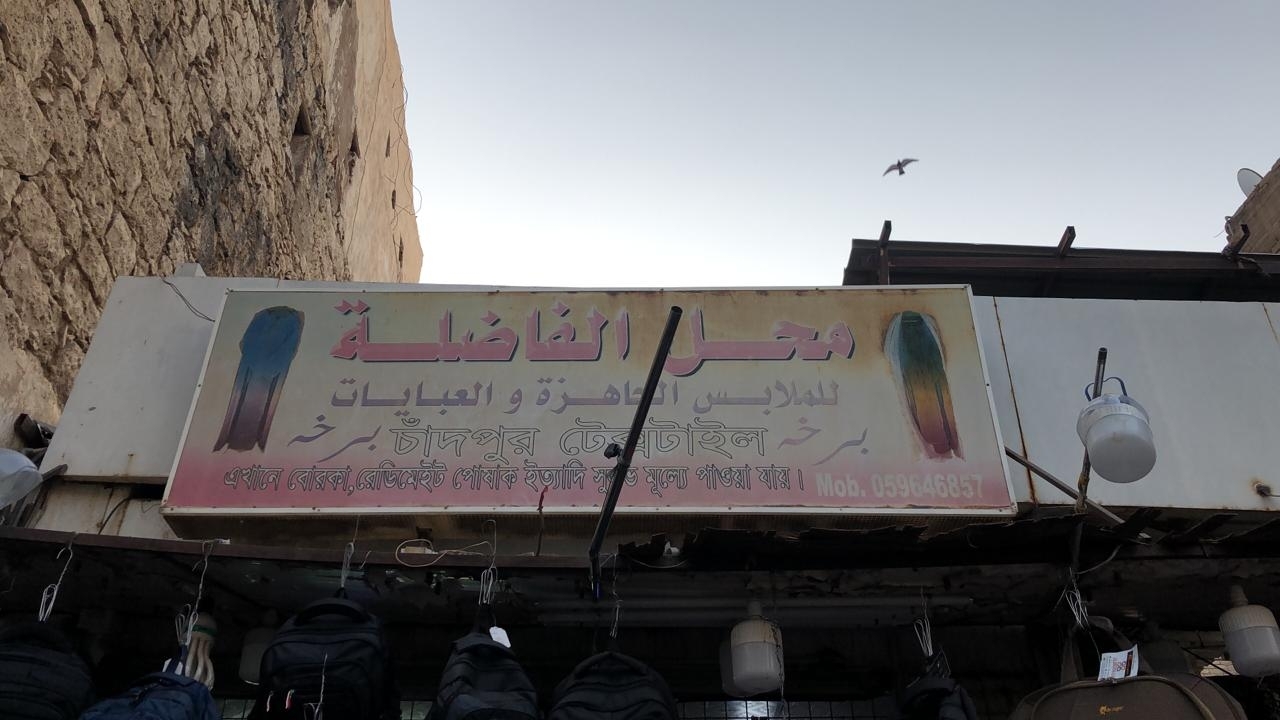 محل الفاضلة
للملابس الجاهزة و العبايات
برخه চাঁদপুর টেক্সটাইল برخه
এখানে বোরকা,রেডিমেইট পোষাক ইত্যাদি সুলভ মূল্যে পাওয়া যায়।
Mob. 059646857